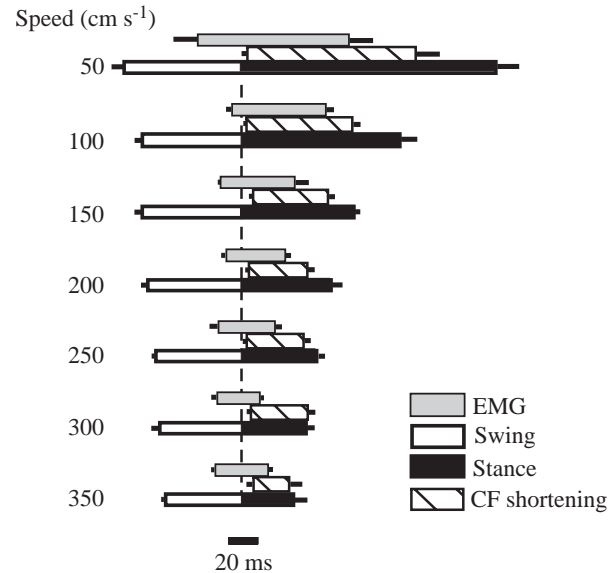 Speed (cm s-1)
50
100
150
200
250
300
350
EMG
Swing
Stance
CF shortening
20 ms